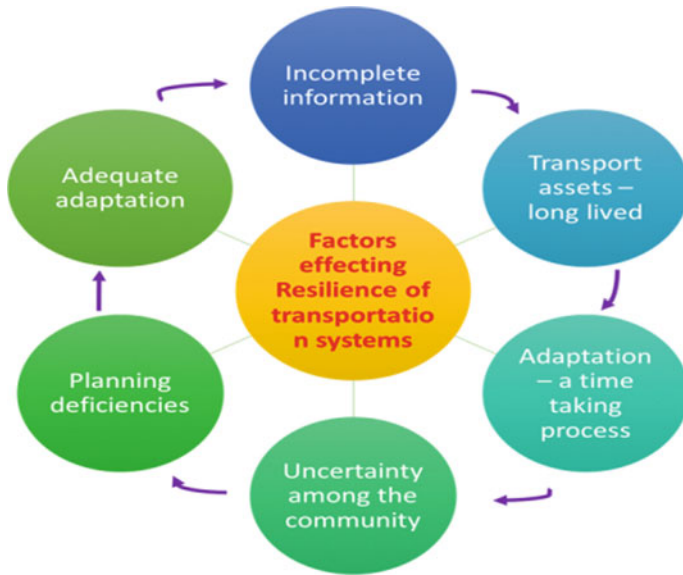 Incomplete
information
Transport
assets –
long lived
Adaptation
– a time
taking
process
Uncertainty
among the
community
Planning
deficiencies
Adequate
adaptation
Factors
effecting
Resilience of
transportatio
n systems